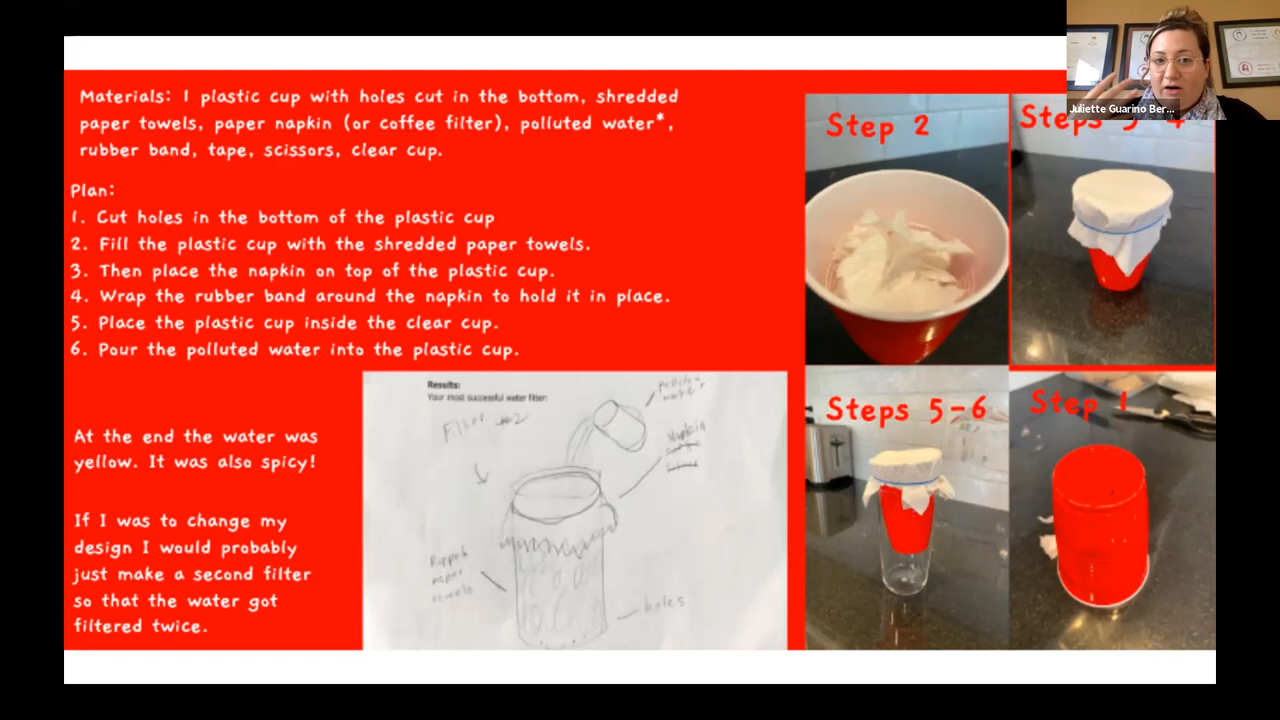 Materials: 1 plastic cup with holes cut in the bottom, shredded
paper towels, paper napkin (or coffee filter), polluted water*,
rubber band, tape, scissors, clear cup.
Plan:
1. Cut holes in the bottom of the plastic cup
2. Fill the plastic cup with the shredded paper towels.
3. Then place the napkin on top of the plastic cup.
4. Wrap the rubber band around the napkin to hold it in place.
5. Place the plastic cup inside the clear cup.
6. Pour the polluted water into the plastic cup.
At the end the water was
yellow. It was also spicy!
If I was to change my
design I would probably
just make a second filter
so that the water got
filtered twice.
Results:
Your most successful water filter:
Filter #2
polluted
water
Napkin
Ripped
paper
towels
holes
Step 2
Steps 3-4
Steps 5-6
Step 1
Juliette Guarino Ber...